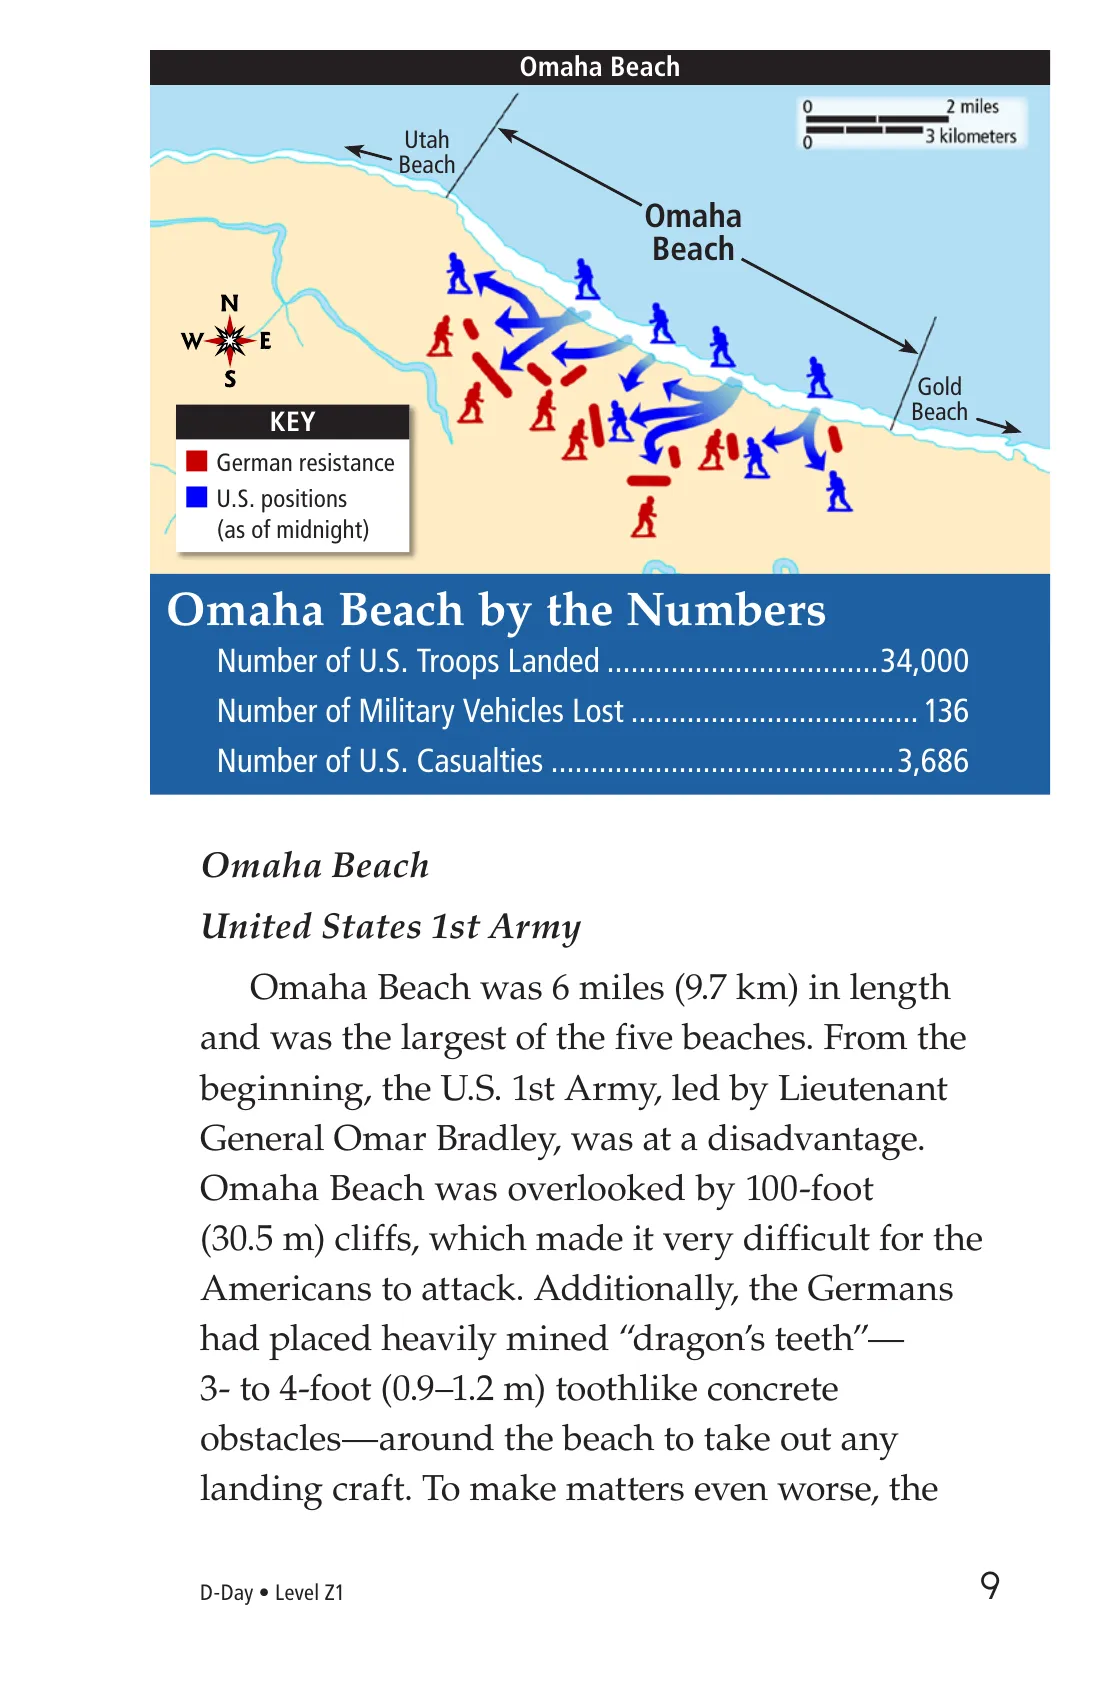 Omaha Beach
0 2 miles
0 3 kilometers
Utah
Beach
Omaha
Beach
Gold
Beach
N
W E
S
KEY
German resistance
U.S. positions
(as of midnight)
Omaha Beach by the Numbers
Number of U.S. Troops Landed ..................................34,000
Number of Military Vehicles Lost .................................... 136
Number of U.S. Casualties ...........................................3,686
Omaha Beach
United States 1st Army
Omaha Beach was 6 miles (9.7 km) in length
and was the largest of the five beaches. From the
beginning, the U.S. 1st Army, led by Lieutenant
General Omar Bradley, was at a disadvantage.
Omaha Beach was overlooked by 100-foot
(30.5 m) cliffs, which made it very difficult for the
Americans to attack. Additionally, the Germans
had placed heavily mined “dragon’s teeth”—
3- to 4-foot (0.9–1.2 m) toothlike concrete
obstacles—around the beach to take out any
landing craft. To make matters even worse, the
D-Day • Level Z1
9